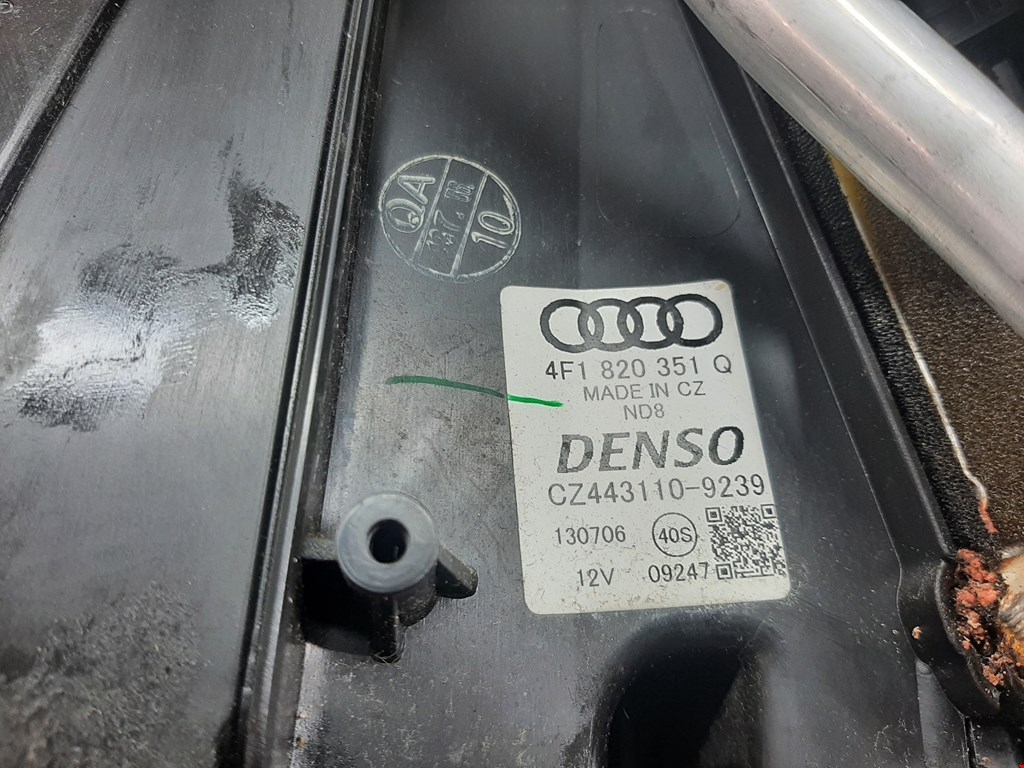 QA
10
4F1 820 351 Q
MADE IN CZ
ND8
DENSO
CZ443110-9239
130706 40S
12V 09247